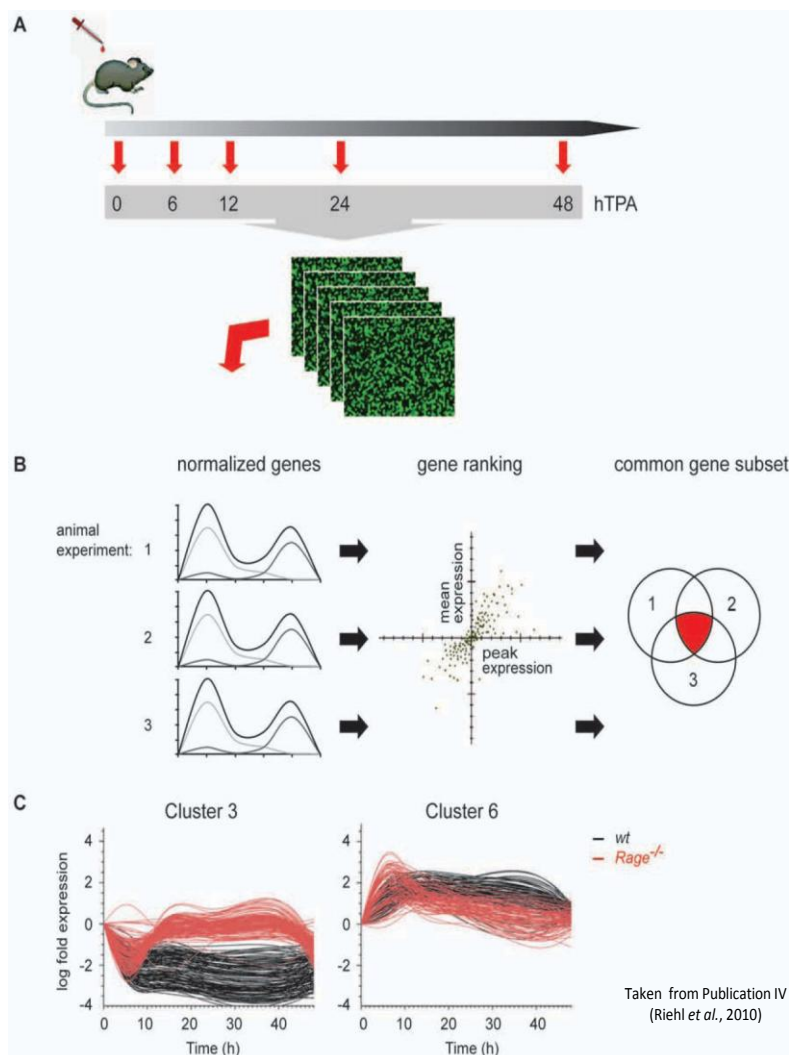 A
0 6 12 24 48 hTPA
B
normalized genes gene ranking common gene subset
animal
experiment: 1
2
3
mean
expression
peak
expression
1 2
3
C
Cluster 3 Cluster 6
wt
Rage-/-
log fold expression
4
2
0
-2
-4
4
2
0
-2
-4
0 10 20 30 40
0 10 20 30 40
Time (h) Time (h)
Taken from Publication IV
(Riehl et al., 2010)